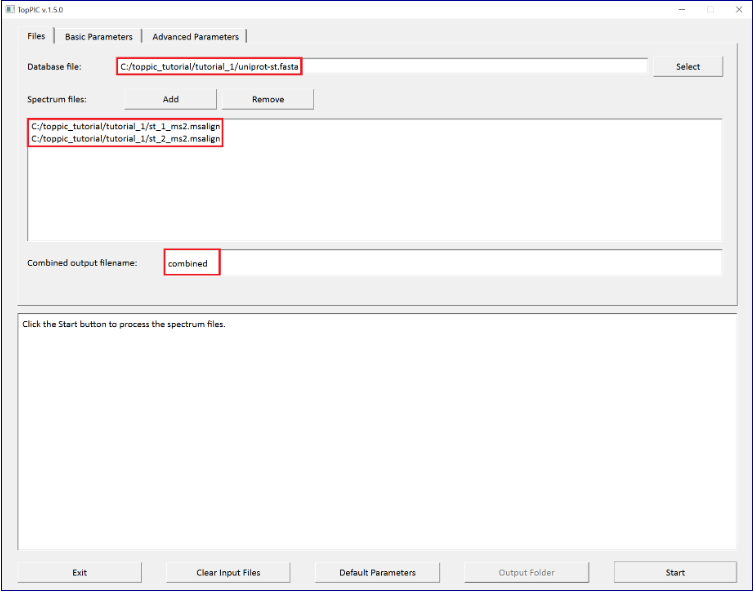 TopPIC v.1.5.0
Files Basic Parameters Advanced Parameters
Database file: C:/toppic_tutorial/tutorial_1/uniprot-st.fasta Select
Spectrum files: Add Remove
C:/toppic_tutorial/tutorial_1/st_1_ms2.msalign
C:/toppic_tutorial/tutorial_1/st_2_ms2.msalign
Combined output filename: combined
Click the Start button to process the spectrum files.
Exit Clear Input Files Default Parameters Output Folder Start